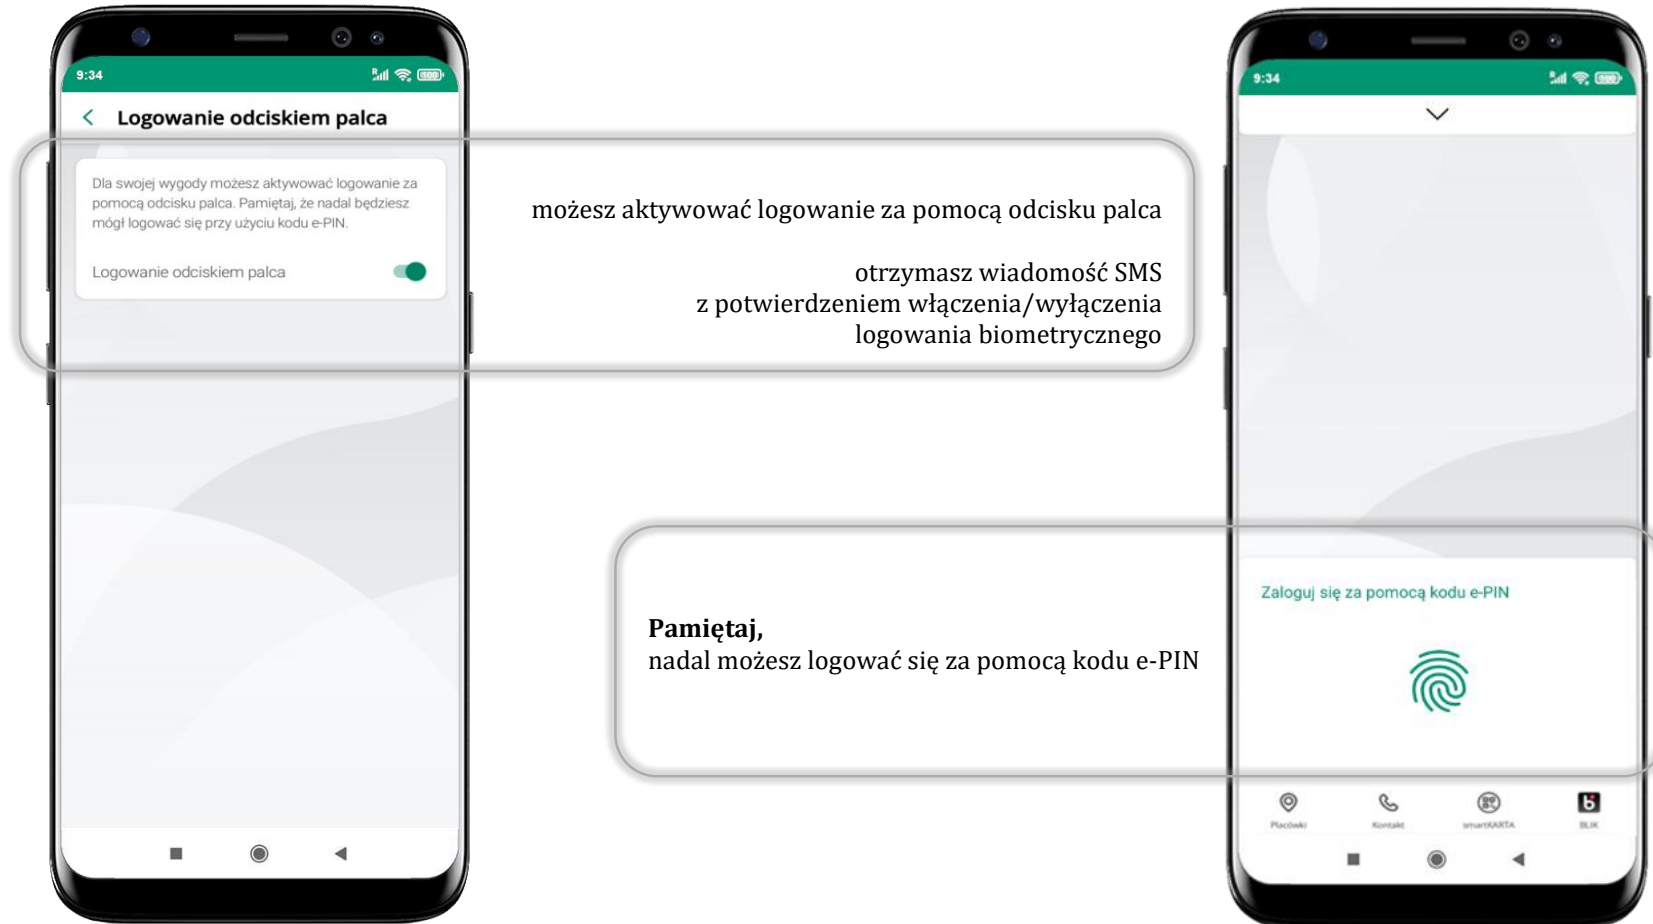 9:34
Logowanie odciskiem palca
Dla swojej wygody możesz aktywować logowanie za
pomocą odcisku palca. Pamiętaj, że nadal będziesz
mógł logować się przy użyciu kodu e-PIN.
Logowanie odciskiem palca
możesz aktywować logowanie za pomocą odcisku palca
otrzymasz wiadomość SMS
z potwierdzeniem włączenia/wyłączenia
logowania biometrycznego
Pamiętaj,
nadal możesz logować się za pomocą kodu e-PIN
9:34
Zaloguj się za pomocą kodu e-PIN
Placówki
Kontakt
smartKARTA
BLIK